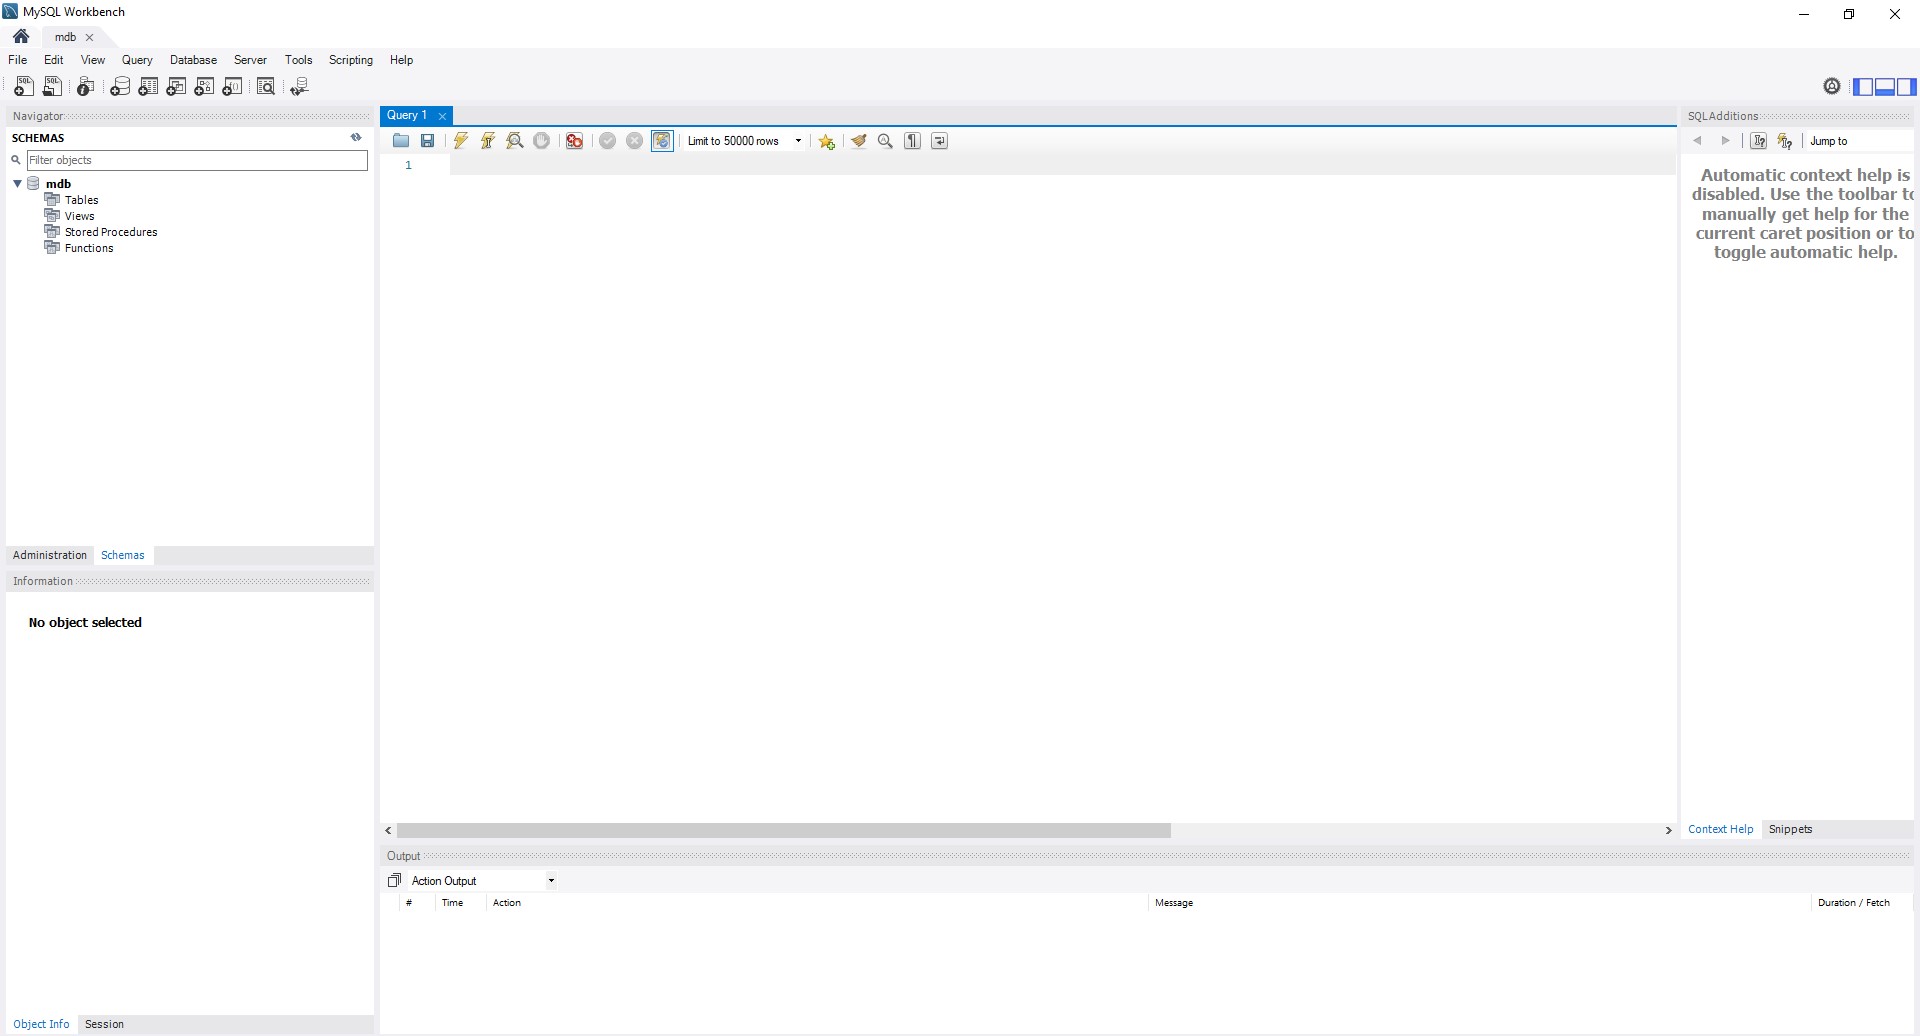 MySQL Workbench
mdb
File Edit View Query Database Server Tools Scripting Help
Navigator
SCHEMAS
Filter objects
mdb
Tables
Views
Stored Procedures
Functions
Administration Schemas
Information
No object selected
Object Info Session
Query 1
Limit to 50000 rows
1
SQLAdditions
Jump to
Automatic context help is
disabled. Use the toolbar to
manually get help for the
current caret position or to
toggle automatic help.
Context Help Snippets
Output
Action Output
# Time Action Message Duration / Fetch